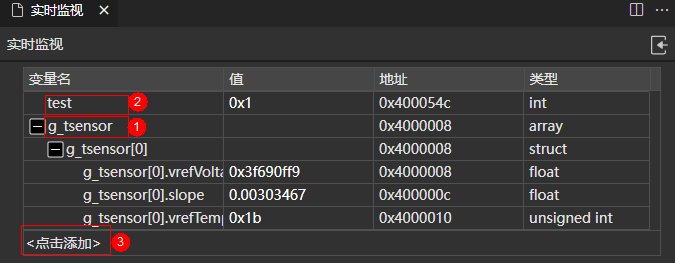 实时监视
实时监视
变量名 值 地址 类型
test 2 0x1 0x400054c int
g_tsensor 1 0x4000008 array
g_tsensor[0] 0x4000008 struct
g_tsensor[0].vrefVolta 0x3f690ff9 0x4000008 float
g_tsensor[0].slope 0.00303467 0x400000c float
g_tsensor[0].vrefTemp 0x1b 0x4000010 unsigned int
<点击添加> 3